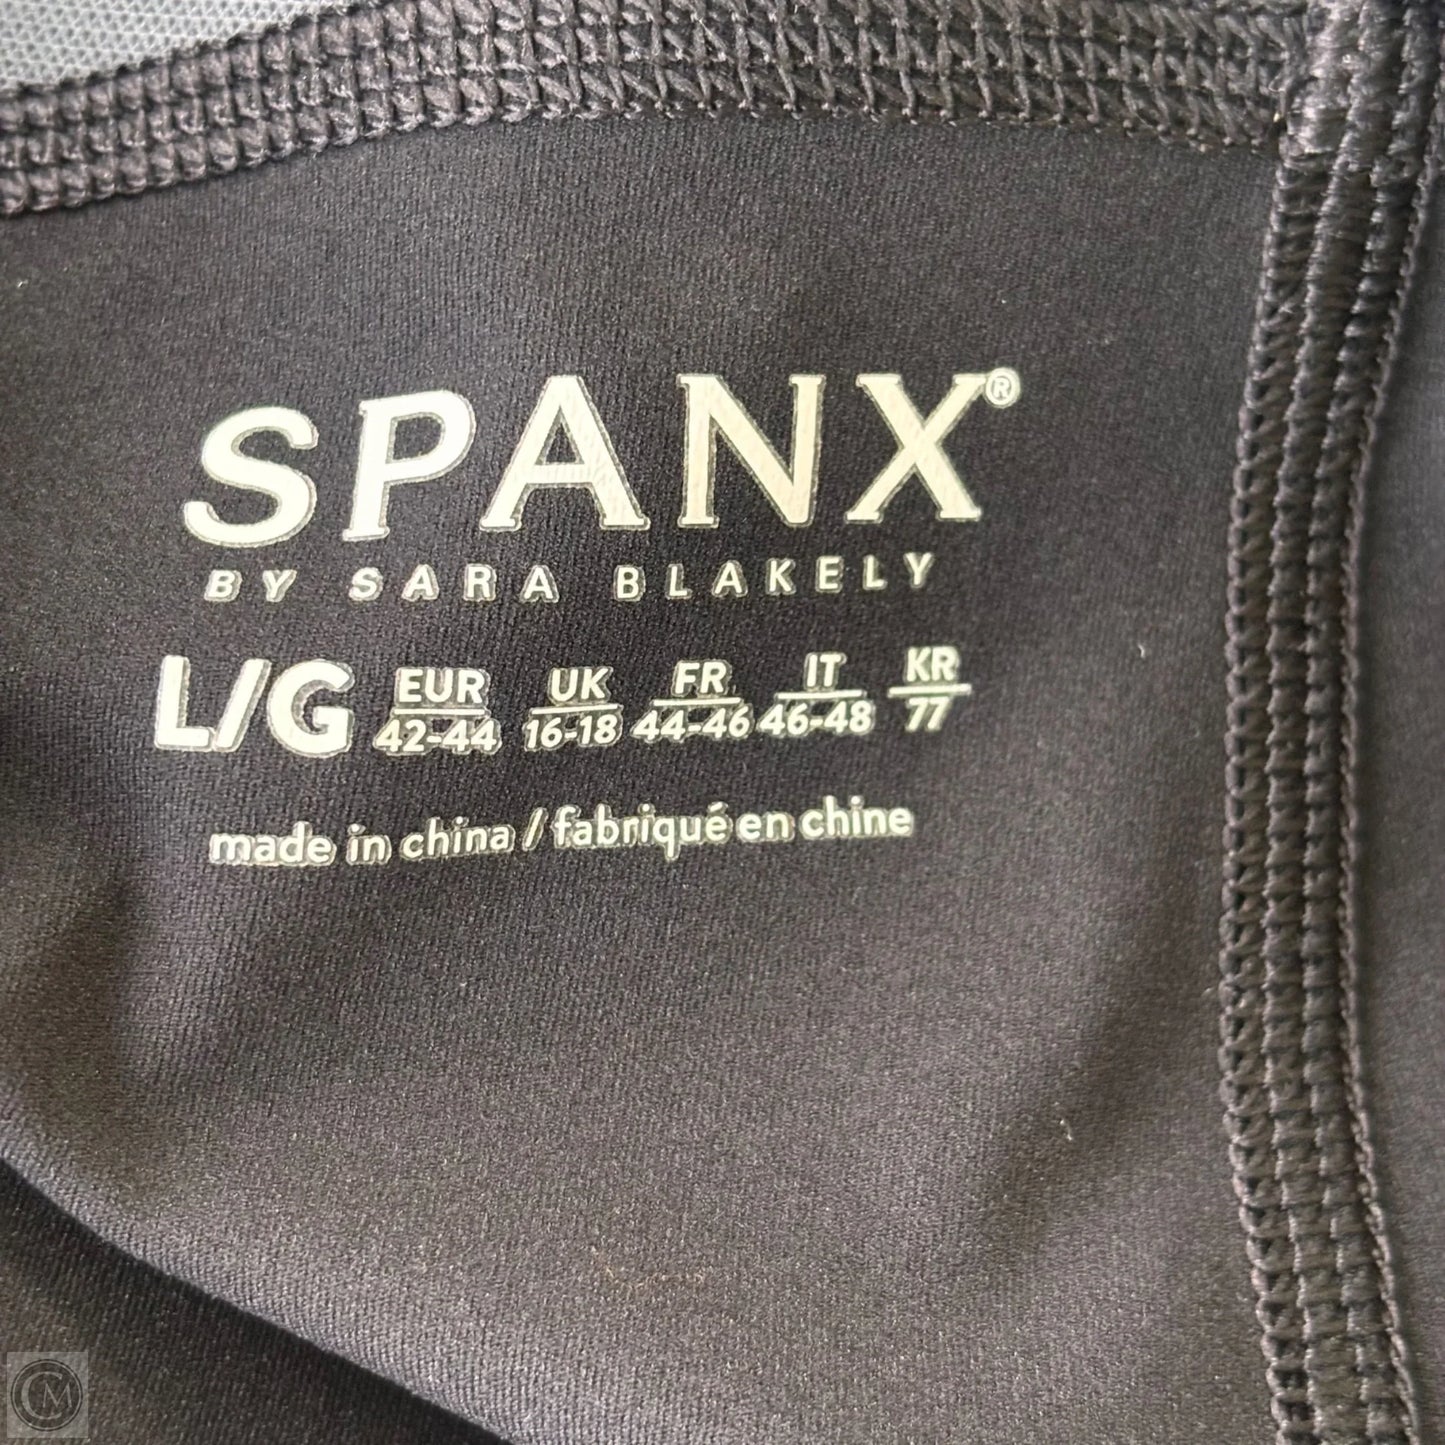 SPANX®
BY SARA BLAKELY
L/G EUR 42-44 UK 16-18 FR 44-46 IT 46-48 KR 77
made in china / fabriqué en chine
CM